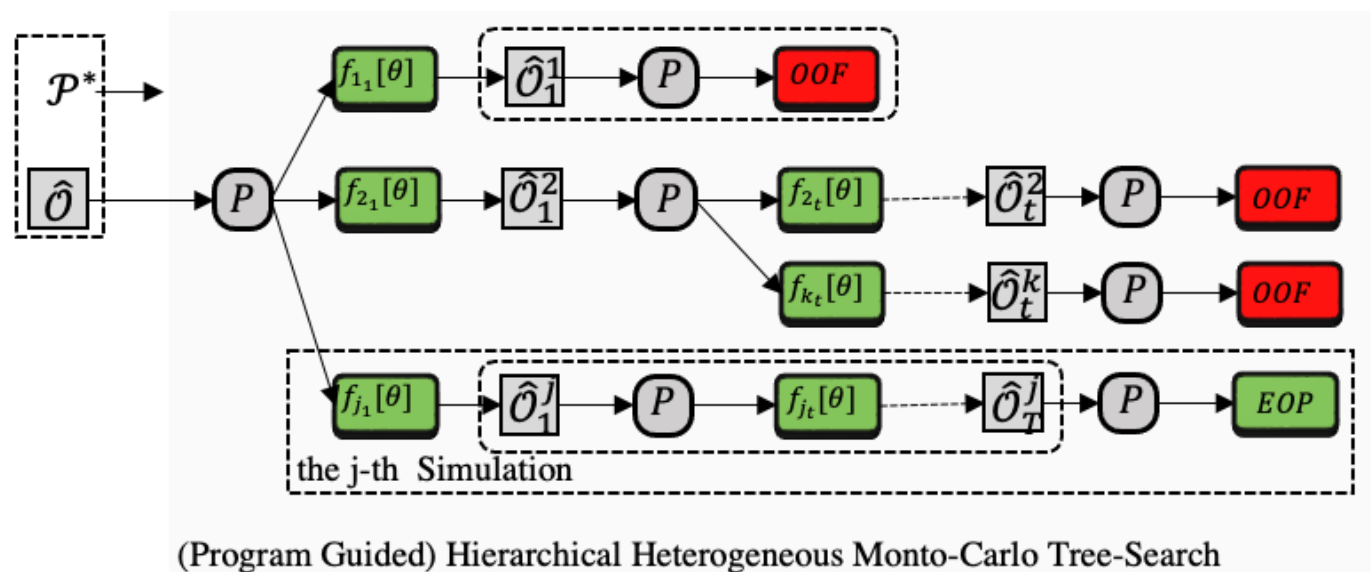 𝒫*
Ô
P
f₁₁[θ] Ô₁¹ P OOF
f₂₁[θ] Ô₁² P f₂ₜ[θ] Ôₜ² P OOF
fₖₜ[θ] Ôₜᵏ P OOF
fⱼ₁[θ] Ô₁ʲ P fⱼₜ[θ] Ô_Tʲ P EOP
the j-th Simulation
(Program Guided) Hierarchical Heterogeneous Monto-Carlo Tree-Search